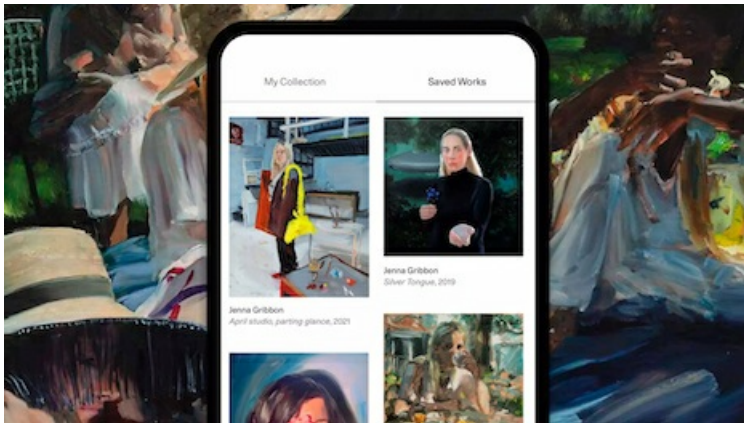 My Collection
Saved Works
Jenna Gribbon
April studio, parting glance, 2021
Jenna Gribbon
Silver Tongue, 2019